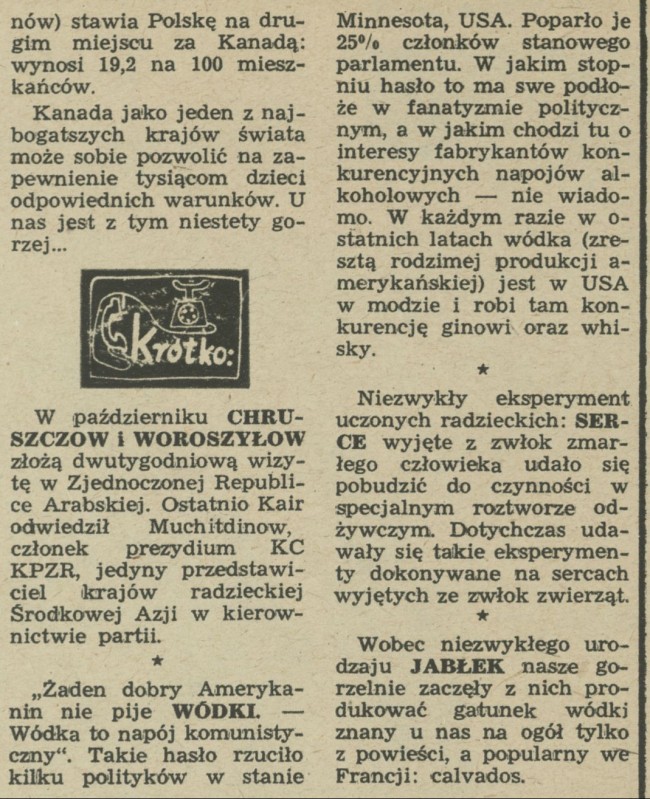 nów) stawia Polskę na dru-
gim miejscu za Kanadą:
wynosi 19,2 na 100 miesz-
kańców.
Kanada jako jeden z naj-
bogatszych krajów świata
może sobie pozwolić na za-
pewnienie tysiącom dzieci
odpowiednich warunków. U
nas jest z tym niestety go-
rzej...
Krótko:
W październiku CHRU-
SZCZOW i WOROSZYŁOW
złożą dwutygodniową wizy-
tę w Zjednoczonej Republi-
ce Arabskiej. Ostatnio Kair
odwiedził Muchitdinow,
członek prezydium KC
KPZR, jedyny przedstawi-
ciel krajów radzieckiej
Środkowej Azji w kierow-
nictwie partii.
★
„Żaden dobry Ameryka-
nin nie pije WÓDKI. —
Wódka to napój komunisty-
czny“. Takie hasło rzuciło
kilku polityków w stanie
Minnesota, USA. Poparło je
25% członków stanowego
parlamentu. W jakim stop-
niu hasło to ma swe podło-
że w fanatyzmie politycz-
nym, a w jakim chodzi tu o
interesy fabrykantów kon-
kurencyjnych napojów al-
koholowych — nie wiado-
mo. W każdym razie w o-
statnich latach wódka (zre-
sztą rodzimej produkcji a-
merykańskiej) jest w USA
w modzie i robi tam kon-
kurencję ginowi oraz whi-
sky.
★
Niezwykły eksperyment
uczonych radzieckich: SER-
CE wyjęte z zwłok zmar-
łego człowieka udało się
pobudzić do czynności w
specjalnym roztworze od-
żywczym. Dotychczas uda-
wały się takie eksperymen-
ty dokonywane na sercach
wyjętych ze zwłok zwierząt.
★
Wobec niezwykłego uro-
dzaju JABŁEK nasze go-
rzelnie zaczęły z nich pro-
dukować gatunek wódki
znany u nas na ogół tylko
z powieści, a popularny we
Francji: calvados.